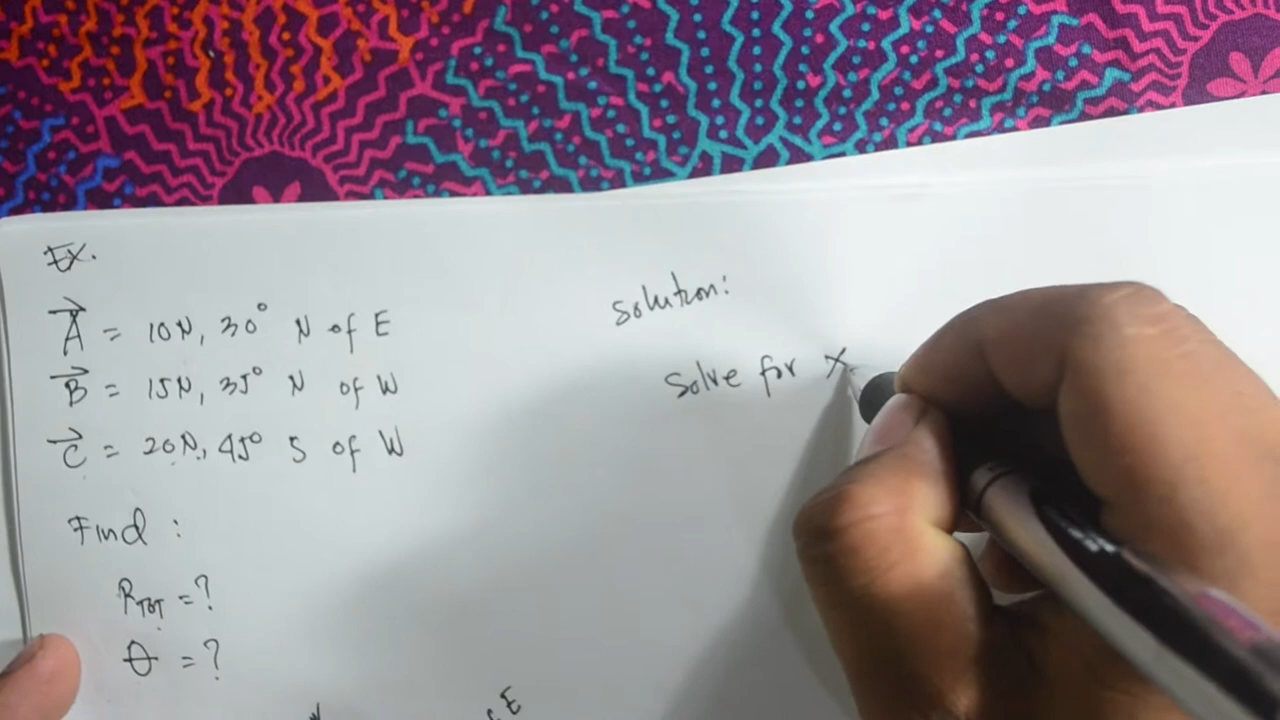 Ex.
A = 10N, 30° N of E
B = 15N, 35° N of W
C = 20N, 45° S of W
Find :
R_TOT = ?
θ = ?
E
Solution:
Solve for x